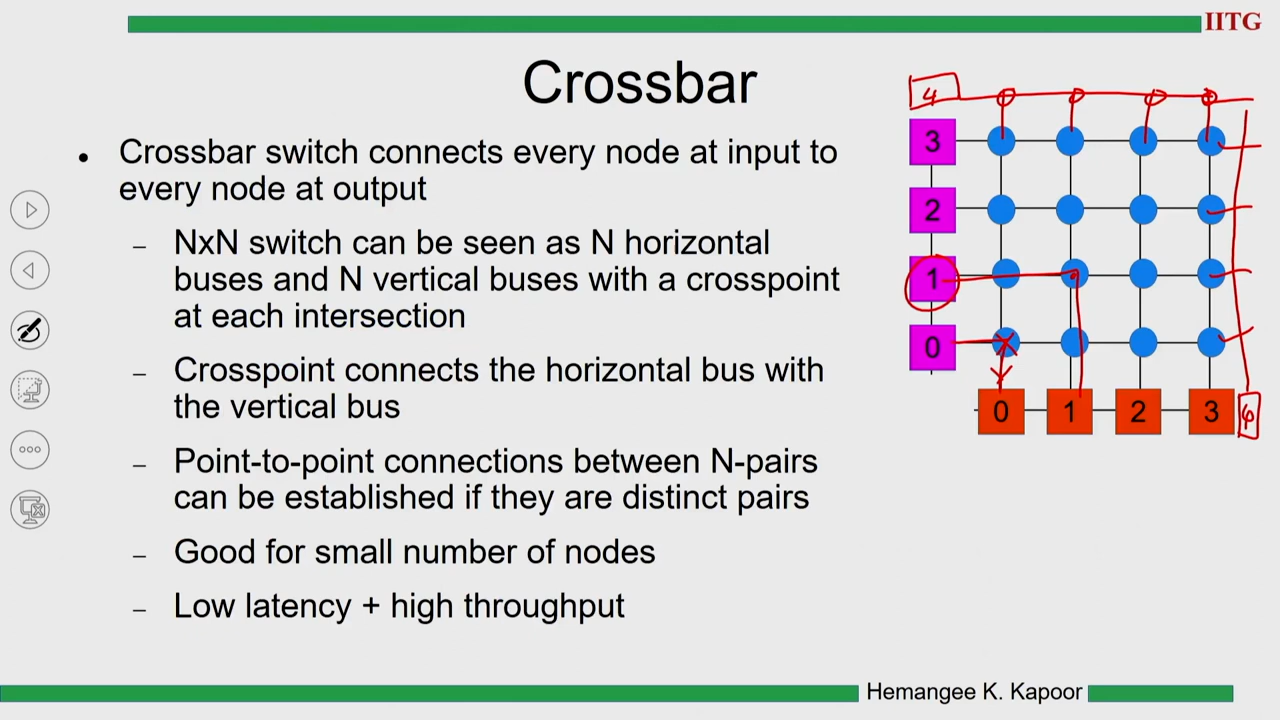 IITG
Crossbar
• Crossbar switch connects every node at input to
every node at output
– NxN switch can be seen as N horizontal
buses and N vertical buses with a crosspoint
at each intersection
– Crosspoint connects the horizontal bus with
the vertical bus
– Point-to-point connections between N-pairs
can be established if they are distinct pairs
– Good for small number of nodes
– Low latency + high throughput
4
3
2
1
0
0 1 2 3
Hemangee K. Kapoor